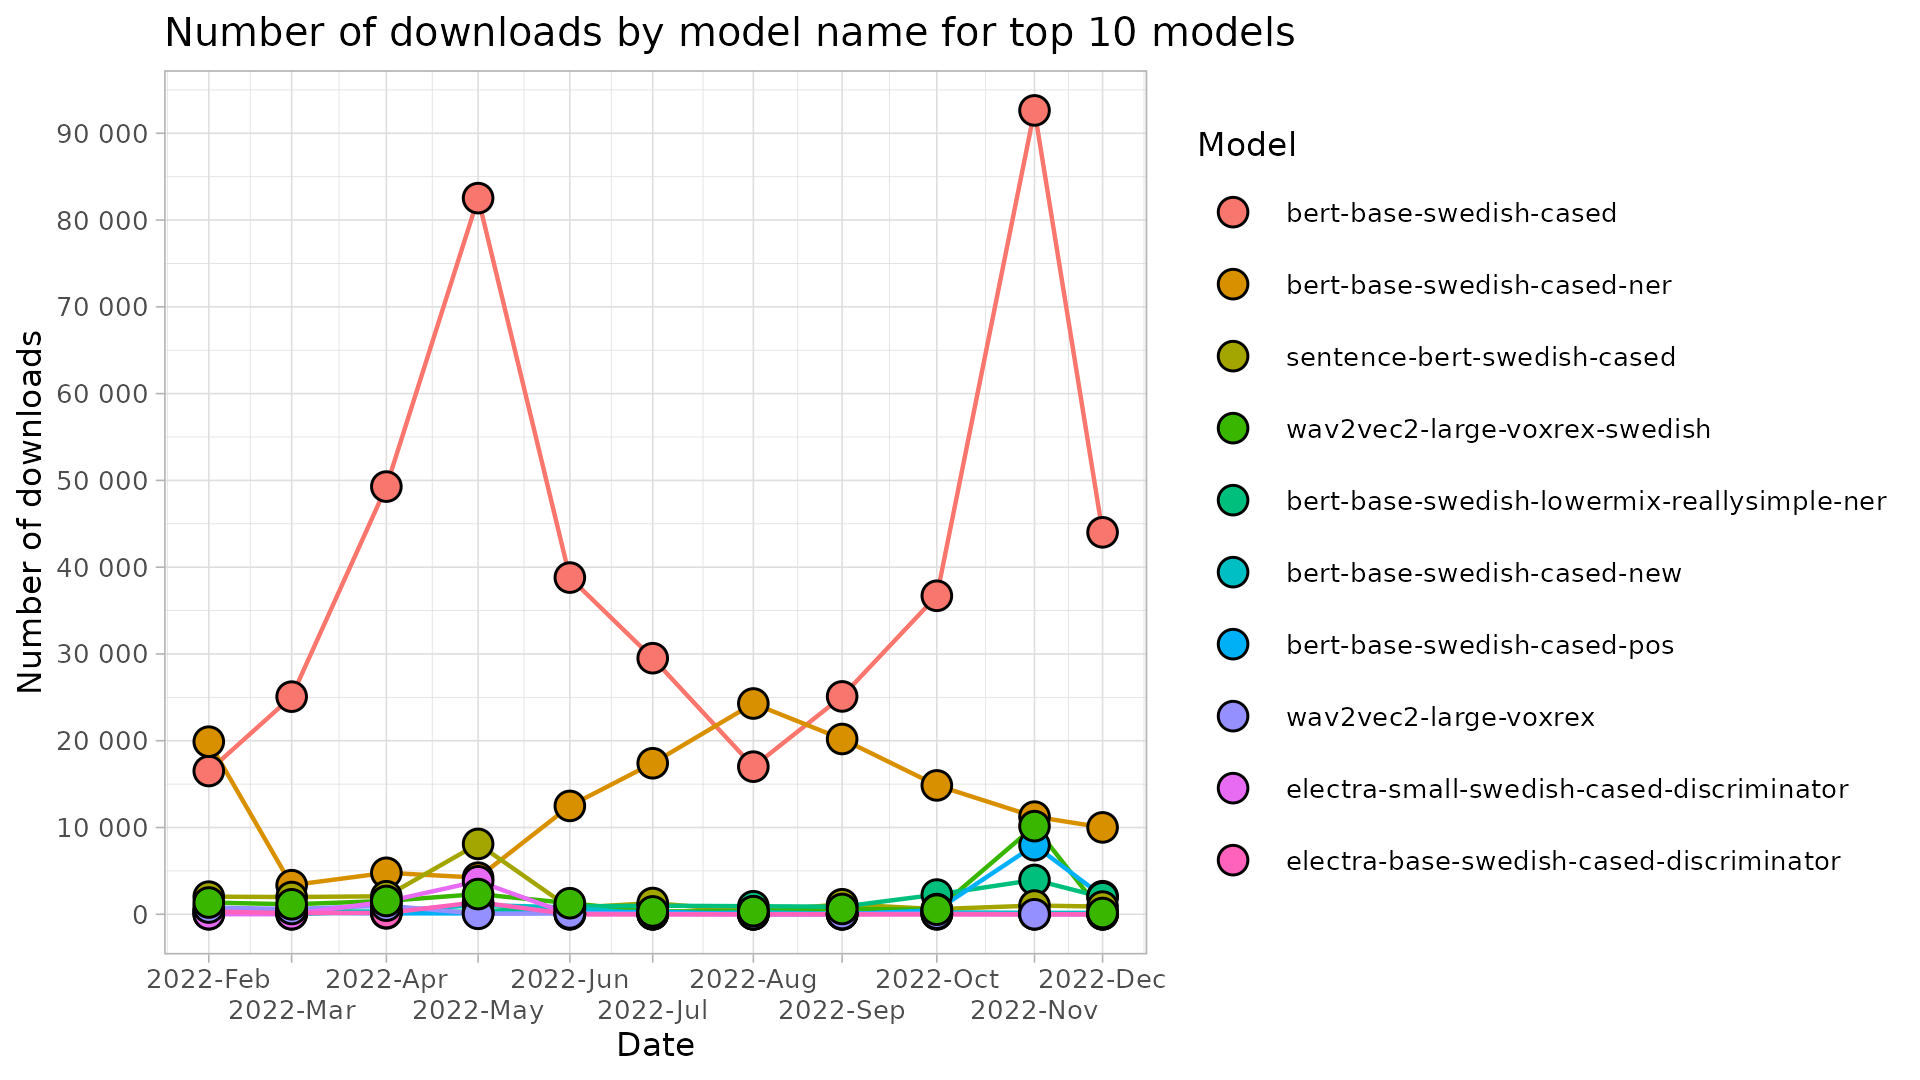 Number of downloads by model name for top 10 models
Number of downloads
90 000
80 000
70 000
60 000
50 000
40 000
30 000
20 000
10 000
0
2022-Feb
2022-Mar
2022-Apr
2022-May
2022-Jun
2022-Jul
2022-Aug
2022-Sep
2022-Oct
2022-Nov
2022-Dec
Date
Model
bert-base-swedish-cased
bert-base-swedish-cased-ner
sentence-bert-swedish-cased
wav2vec2-large-voxrex-swedish
bert-base-swedish-lowermix-reallysimple-ner
bert-base-swedish-cased-new
bert-base-swedish-cased-pos
wav2vec2-large-voxrex
electra-small-swedish-cased-discriminator
electra-base-swedish-cased-discriminator